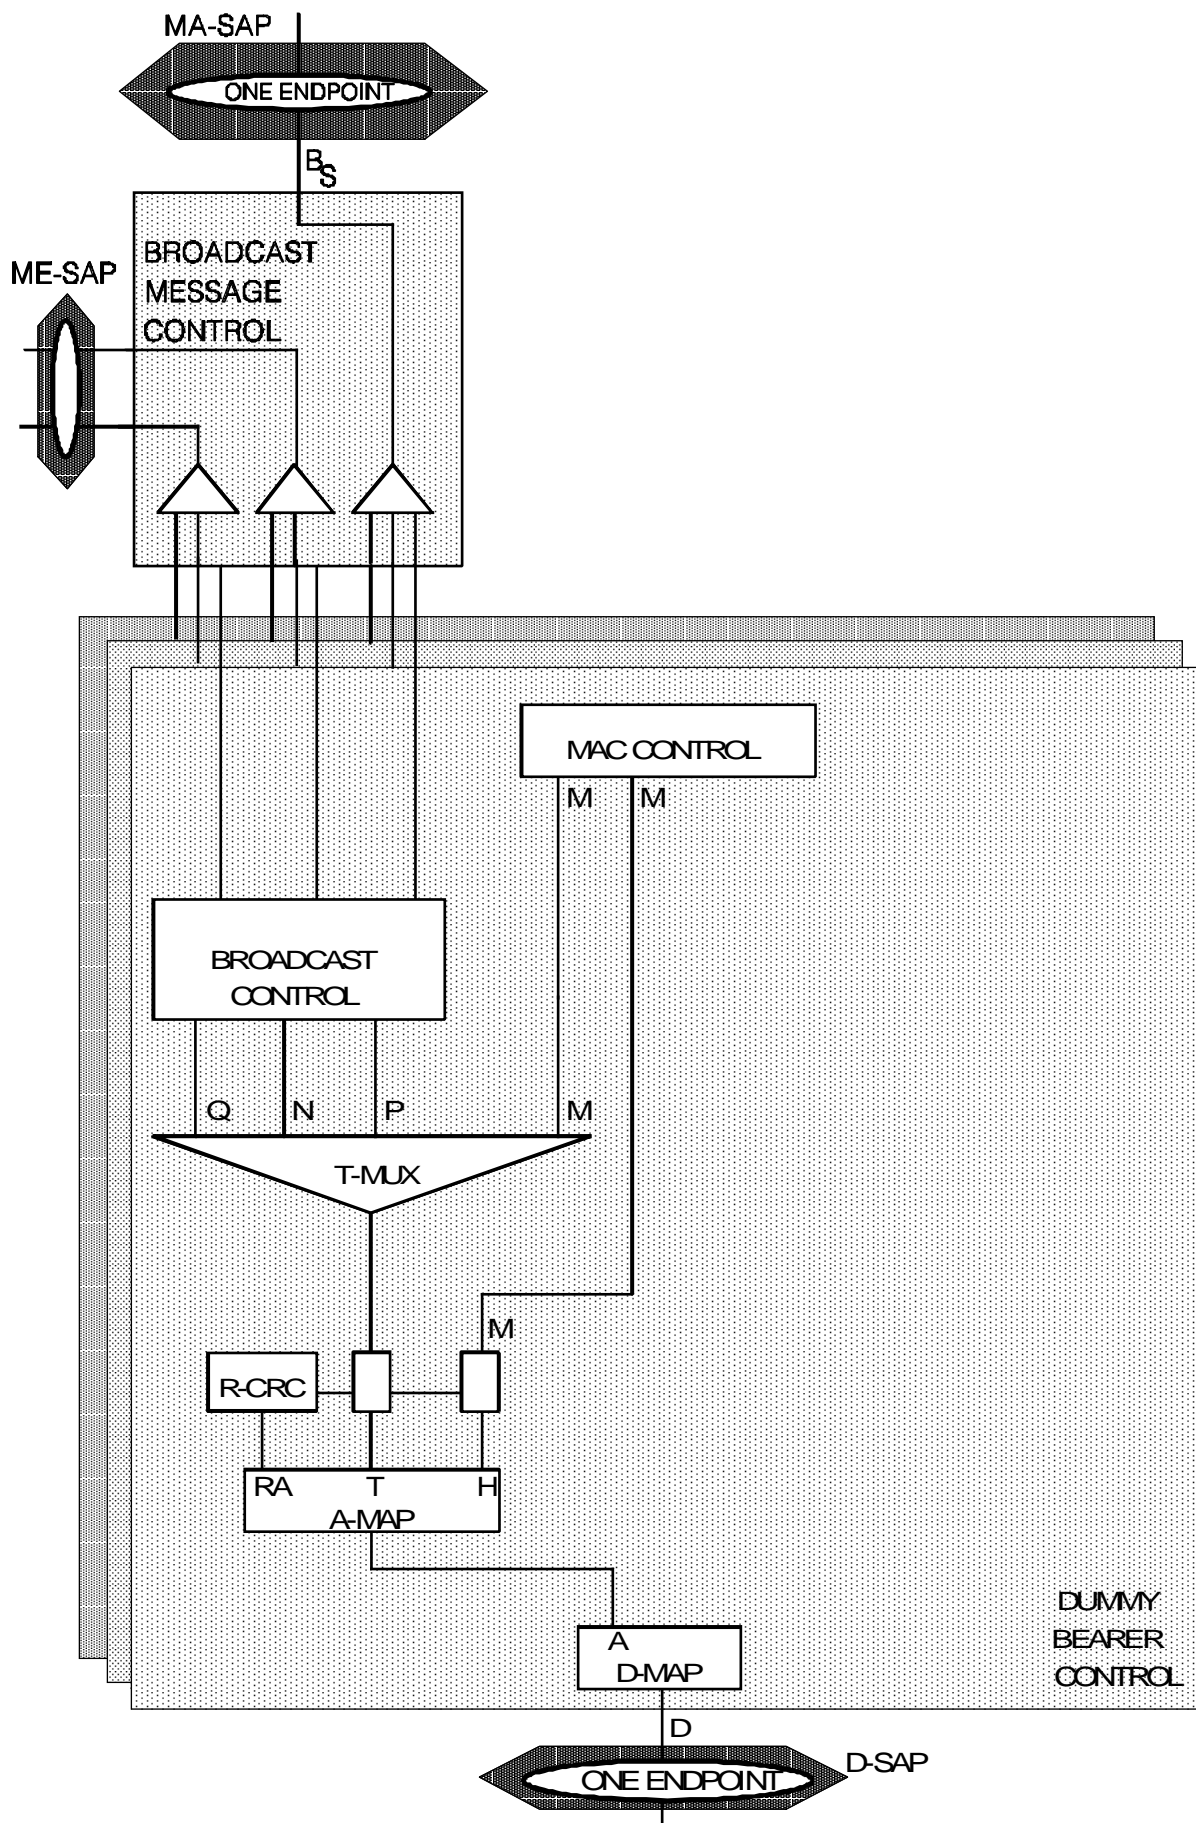 MA-SAP
ONE ENDPOINT
BS
BROADCAST
MESSAGE
CONTROL
ME-SAP
MAC CONTROL
M M
BROADCAST
CONTROL
Q N P M
T-MUX
M
R-CRC
RA T H
A-MAP
DUMMY
BEARER
CONTROL
A
D-MAP
D
D-SAP
ONE ENDPOINT